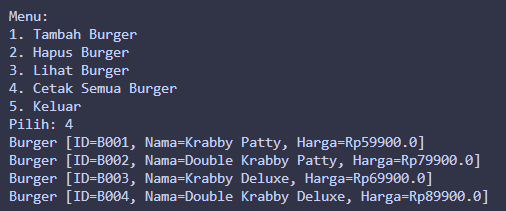 Menu:
1. Tambah Burger
2. Hapus Burger
3. Lihat Burger
4. Cetak Semua Burger
5. Keluar
Pilih: 4
Burger [ID=B001, Nama=Krabby Patty, Harga=Rp59900.0]
Burger [ID=B002, Nama=Double Krabby Patty, Harga=Rp79900.0]
Burger [ID=B003, Nama=Krabby Deluxe, Harga=Rp69900.0]
Burger [ID=B004, Nama=Double Krabby Deluxe, Harga=Rp89900.0]